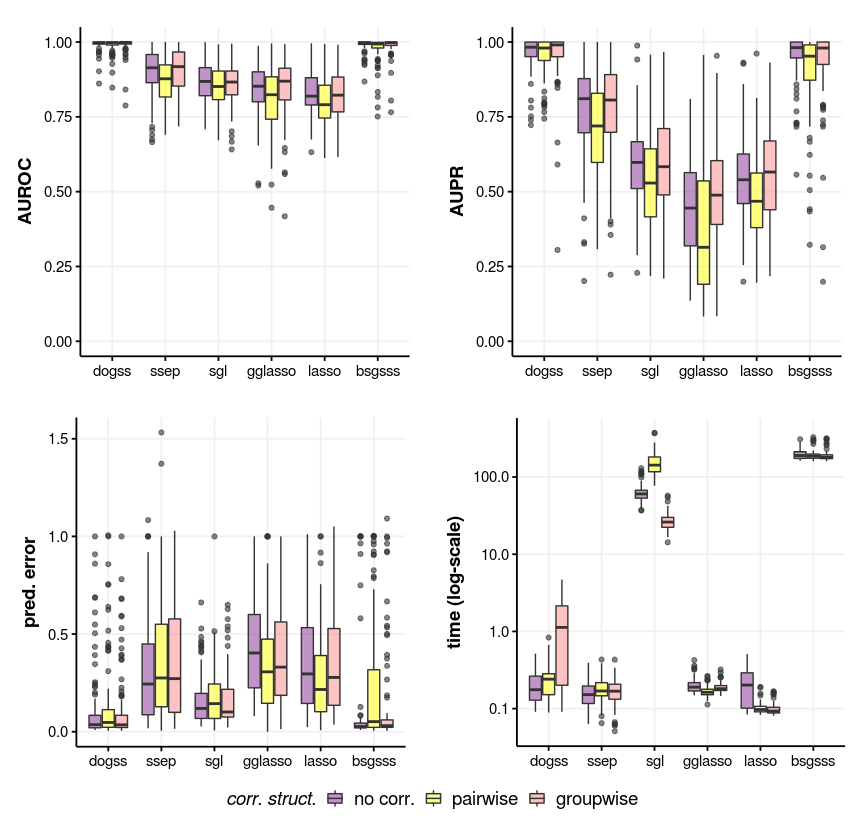 AUROC
1.00
0.75
0.50
0.25
0.00
dogss ssep sgl gglasso lasso bsgsss
AUPR
1.00
0.75
0.50
0.25
0.00
dogss ssep sgl gglasso lasso bsgsss
pred. error
1.5
1.0
0.5
0.0
dogss ssep sgl gglasso lasso bsgsss
time (log-scale)
100.0
10.0
1.0
0.1
dogss ssep sgl gglasso lasso bsgsss
corr. struct. no corr. pairwise groupwise